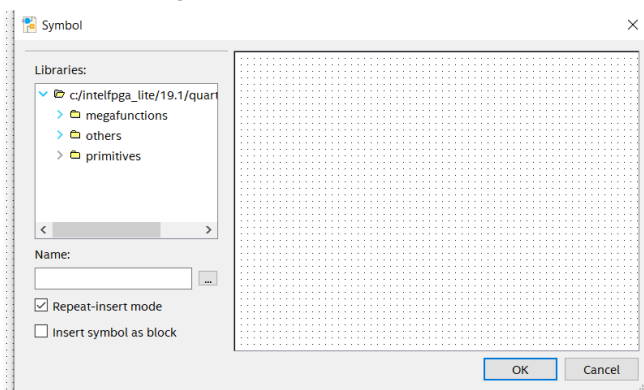 Symbol
Libraries:
c:/intelfpga_lite/19.1/quart
megafunctions
others
primitives
Name:
...
Repeat-insert mode
Insert symbol as block
OK
Cancel